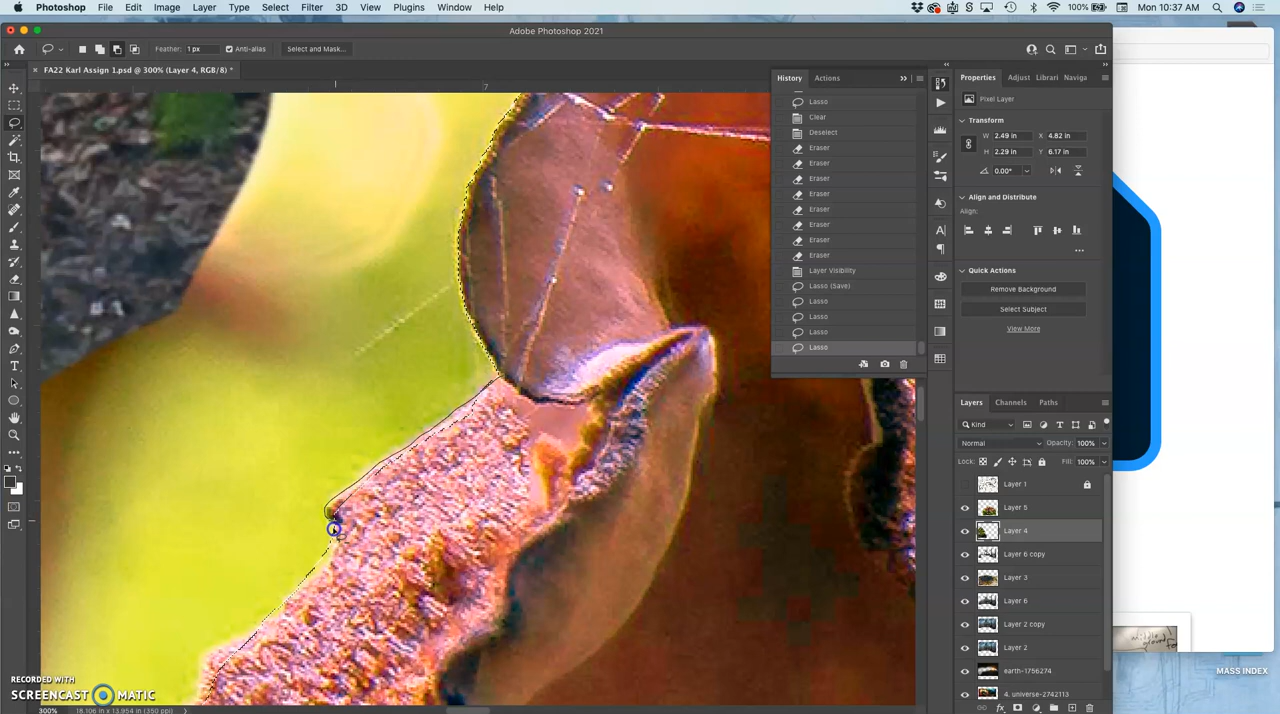 Photoshop File Edit Image Layer Type Select Filter 3D View Plugins Window Help 100% Mon 10:37 AM
Adobe Photoshop 2021
Feather: 1 px Anti-alias Select and Mask...
FA22 Karl Assign 1.psd @ 300% (Layer 4, RGB/8) *
7
History Actions
Lasso
Clear
Deselect
Eraser
Eraser
Eraser
Eraser
Eraser
Eraser
Eraser
Eraser
Layer Visibility
Lasso (Save)
Lasso
Lasso
Lasso
Lasso
Properties Adjust Librari Naviga
Pixel Layer
Transform
W 2.49 in X 4.82 in
H 2.29 in Y 6.17 in
0.00°
Align and Distribute
Align:
Quick Actions
Remove Background
Select Subject
View More
Layers Channels Paths
Kind
Normal Opacity: 100%
Lock: Fill: 100%
Layer 1
Layer 5
Layer 4
Layer 6 copy
Layer 3
Layer 6
Layer 2 copy
Layer 2
earth-1756274
4. universe-2742113
MASS INDEX
RECORDED WITH
SCREENCAST MATIC
300% 18.106 in x 13.954 in (350 ppi)